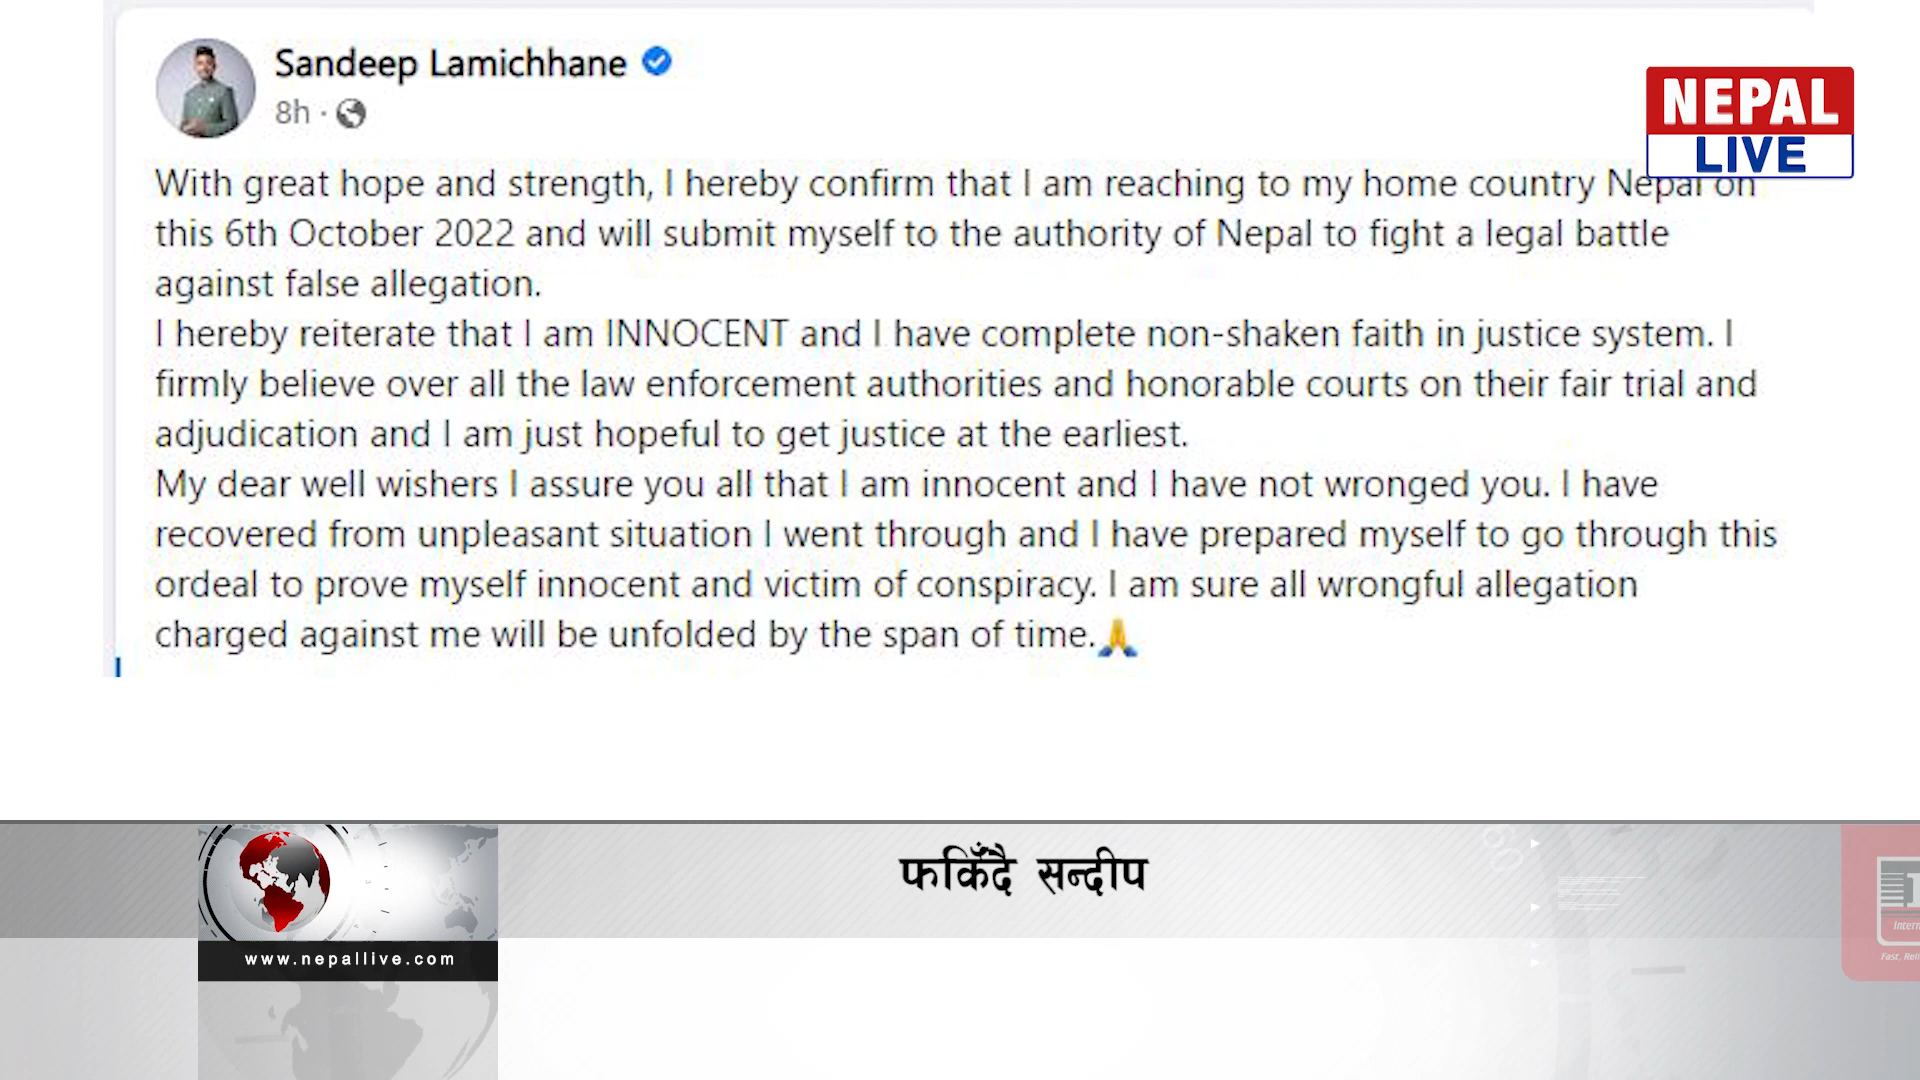 Sandeep Lamichhane
8h ·
NEPAL
LIVE
With great hope and strength, I hereby confirm that I am reaching to my home country Nepal on
this 6th October 2022 and will submit myself to the authority of Nepal to fight a legal battle
against false allegation.
I hereby reiterate that I am INNOCENT and I have complete non-shaken faith in justice system. I
firmly believe over all the law enforcement authorities and honorable courts on their fair trial and
adjudication and I am just hopeful to get justice at the earliest.
My dear well wishers I assure you all that I am innocent and I have not wronged you. I have
recovered from unpleasant situation I went through and I have prepared myself to go through this
ordeal to prove myself innocent and victim of conspiracy. I am sure all wrongful allegation
charged against me will be unfolded by the span of time.🙏
फर्किँदै सन्दीप
www.nepallive.com
Fast.